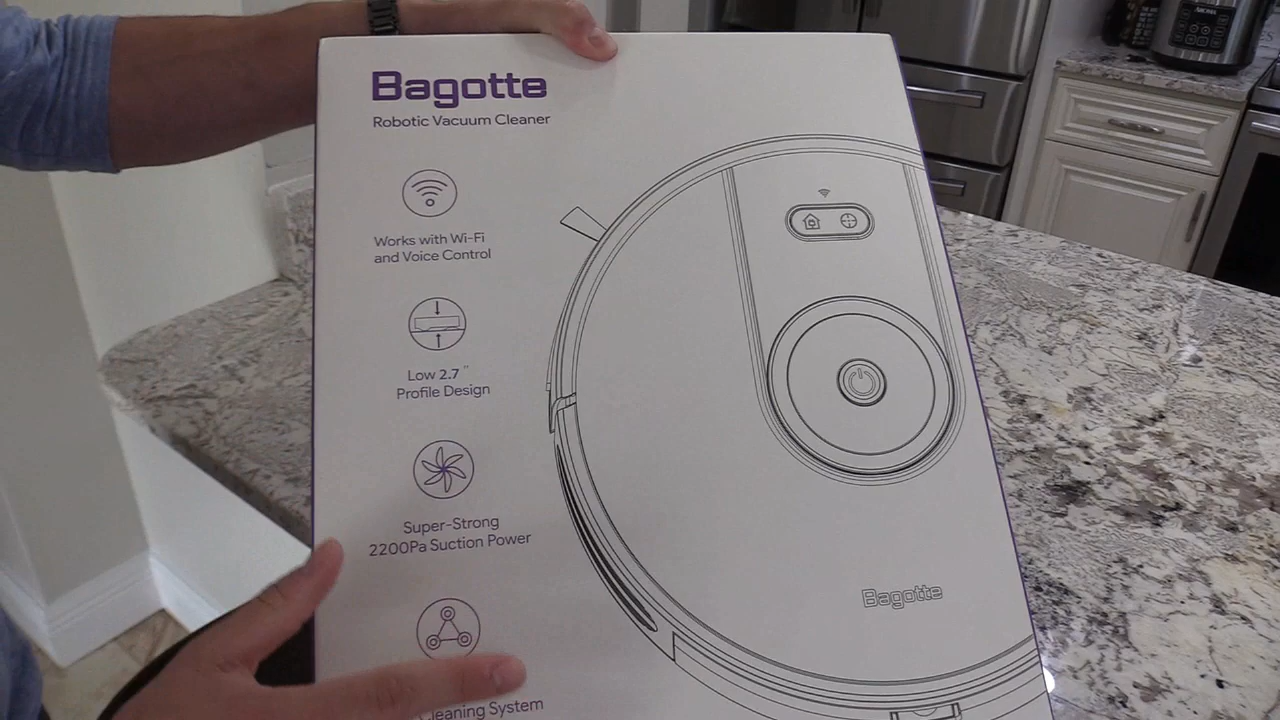 Bagotte
Robotic Vacuum Cleaner
Works with Wi-Fi
and Voice Control
Low 2.7"
Profile Design
Super-Strong
2200Pa Suction Power
Cleaning System
Bagotte